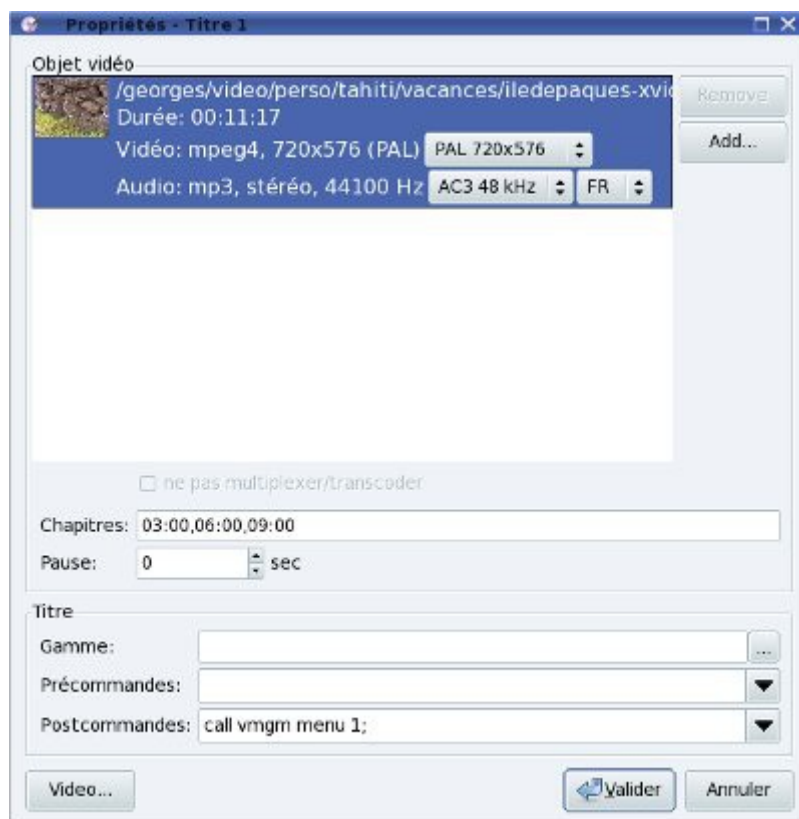 Propriétés - Titre 1
Objet vidéo
/georges/video/perso/tahiti/vacances/iledepaques-xvi
Remove
Durée: 00:11:17
Add...
Vidéo: mpeg4, 720x576 (PAL) PAL 720x576
Audio: mp3, stéréo, 44100 Hz AC3 48 kHz FR
ne pas multiplexer/transcoder
Chapitres: 03:00,06:00,09:00
Pause: 0 sec
Titre
Gamme: ...
Précommandes:
Postcommandes: call vmgm menu 1;
Video... Valider Annuler